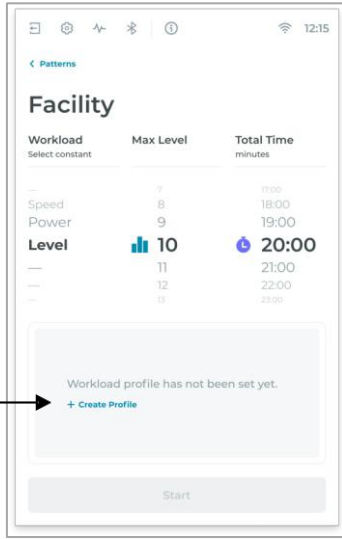 12:15
Patterns
Facility
Workload Max Level Total Time
Select constant minutes
— 7 17:00
Speed 8 18:00
Power 9 19:00
Level 10 20:00
— 11 21:00
— 12 22:00
— 13 23:00
Workload profile has not been set yet.
+ Create Profile
Start